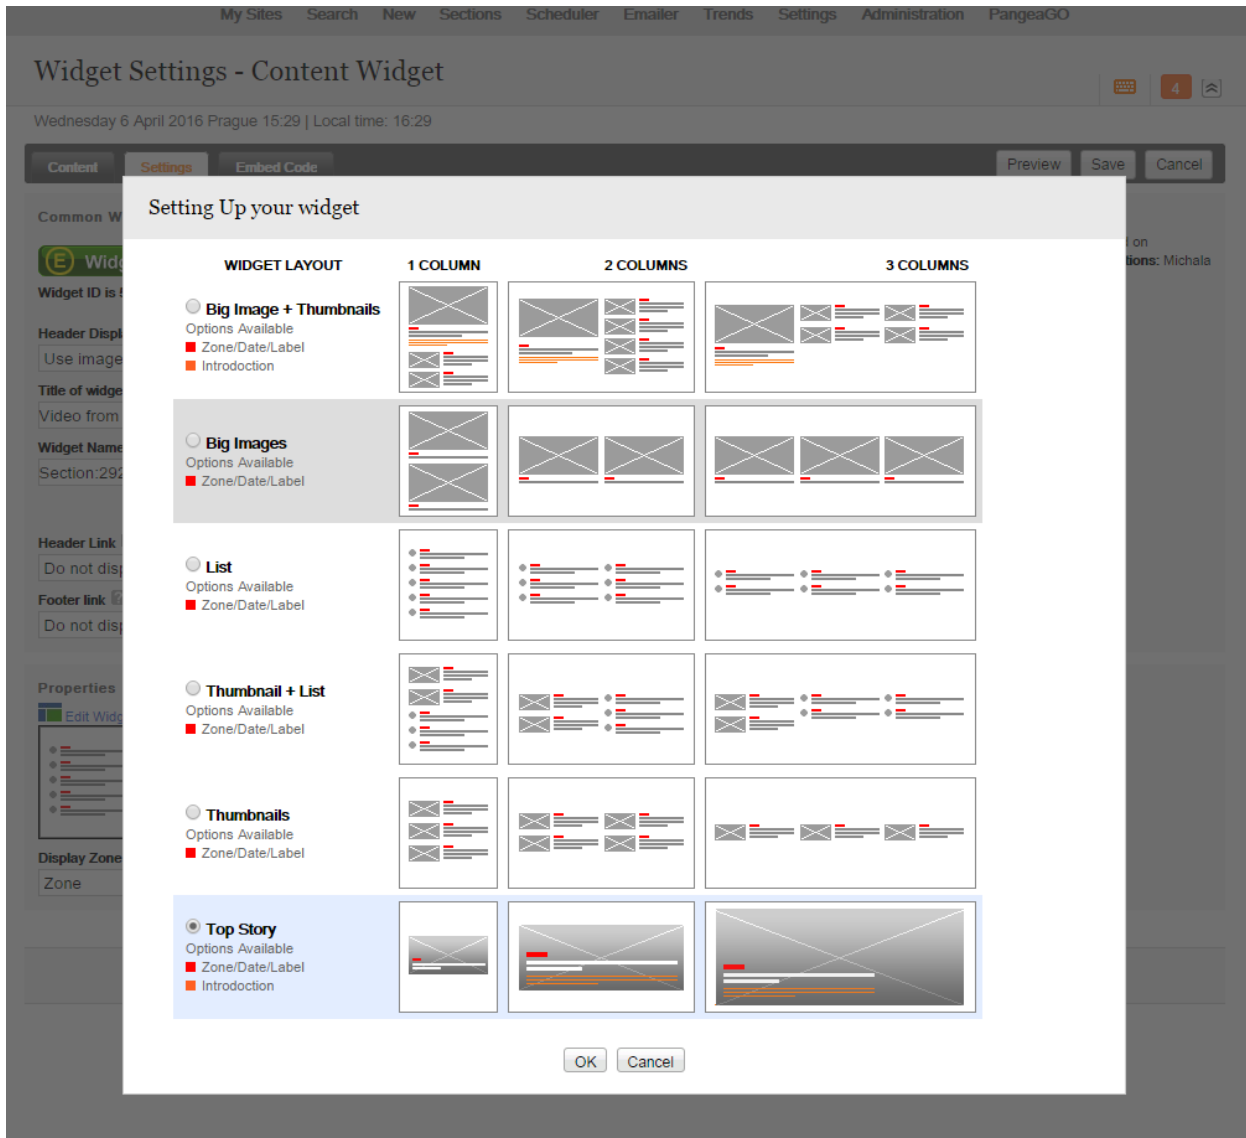 My Sites Search New Sections Scheduler Emailer Trends Settings Administration PangeaGO
Widget Settings - Content Widget
4
Wednesday 6 April 2016 Prague 15:29 | Local time: 16:29
Content Settings Embed Code Preview Save Cancel
Setting Up your widget
Common W
on
E Widg
tions: Michala
Widget ID is
Header Displ
Use image
Title of widge
Video from
Widget Name
Section:292
Header Link
Do not disp
Footer link ?
Do not disp
Properties
Edit Widg
Display Zone
Zone
WIDGET LAYOUT 1 COLUMN 2 COLUMNS 3 COLUMNS
Big Image + Thumbnails
Options Available
Zone/Date/Label
Introdoction
Big Images
Options Available
Zone/Date/Label
List
Options Available
Zone/Date/Label
Thumbnail + List
Options Available
Zone/Date/Label
Thumbnails
Options Available
Zone/Date/Label
Top Story
Options Available
Zone/Date/Label
Introdoction
OK Cancel